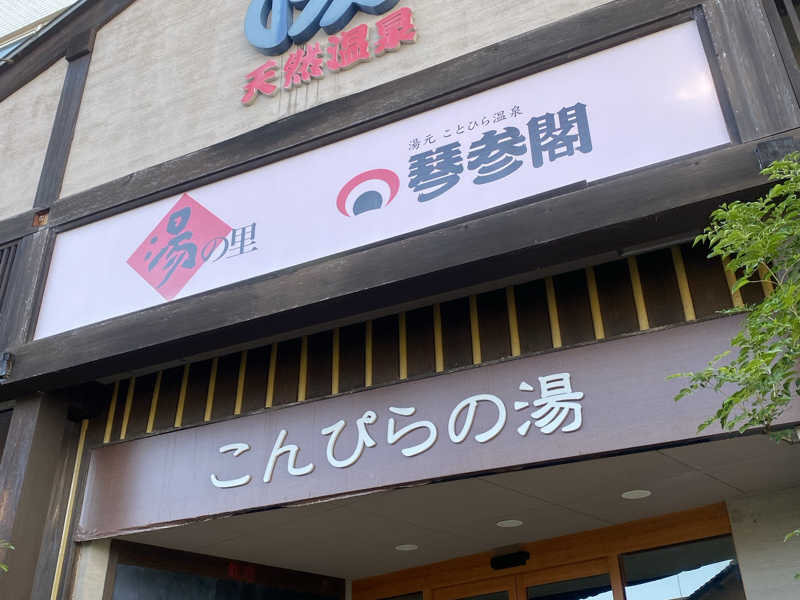 天然温泉
湯元 ことひら温泉
琴参閣
湯の里
こんぴらの湯